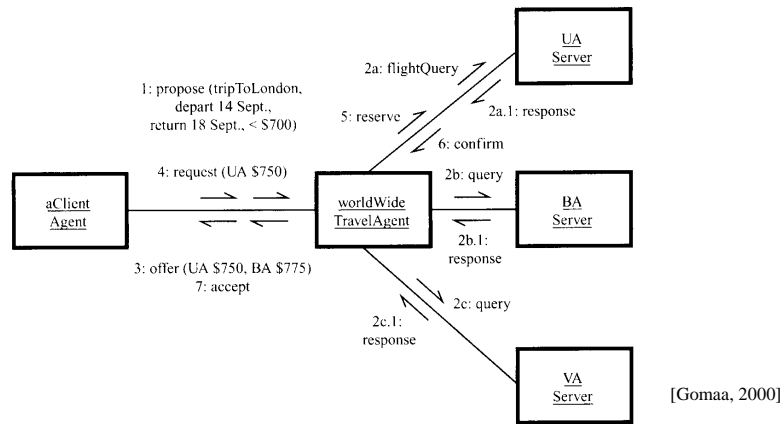 UA
Server
2a: flightQuery
1: propose (tripToLondon,
depart 14 Sept.,
return 18 Sept., < $700)
2a.1: response
5: reserve
6: confirm
4: request (UA $750)
2b: query
aClient
Agent
worldWide
TravelAgent
BA
Server
2b.1:
response
3: offer (UA $750, BA $775)
7: accept
2c: query
2c.1:
response
VA
Server
[Gomaa, 2000]